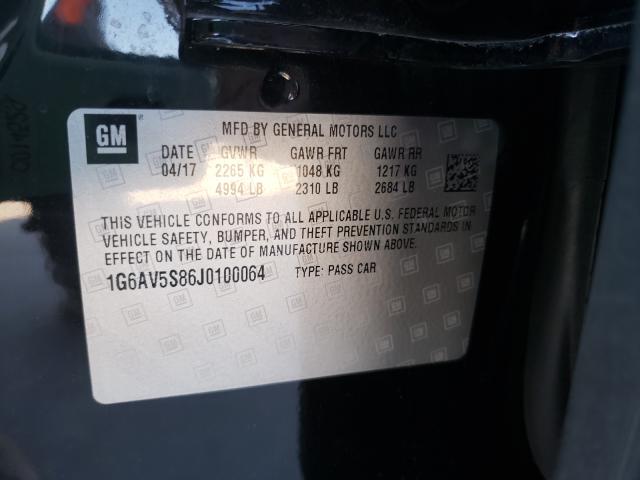 GM
MFD BY GENERAL MOTORS LLC
DATE GVWR GAWR FRT GAWR RR
04/17 2265 KG 1048 KG 1217 KG
4994 LB 2310 LB 2684 LB
THIS VEHICLE CONFORMS TO ALL APPLICABLE U.S. FEDERAL MOTOR
VEHICLE SAFETY, BUMPER, AND THEFT PREVENTION STANDARDS IN
EFFECT ON THE DATE OF MANUFACTURE SHOWN ABOVE.
1G6AV5S86J0100064 TYPE: PASS CAR